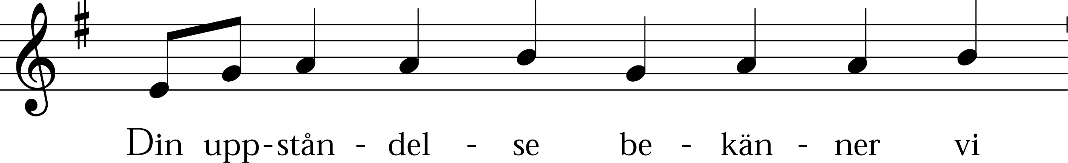 Din upp-stån - del - se be - kän - ner vi